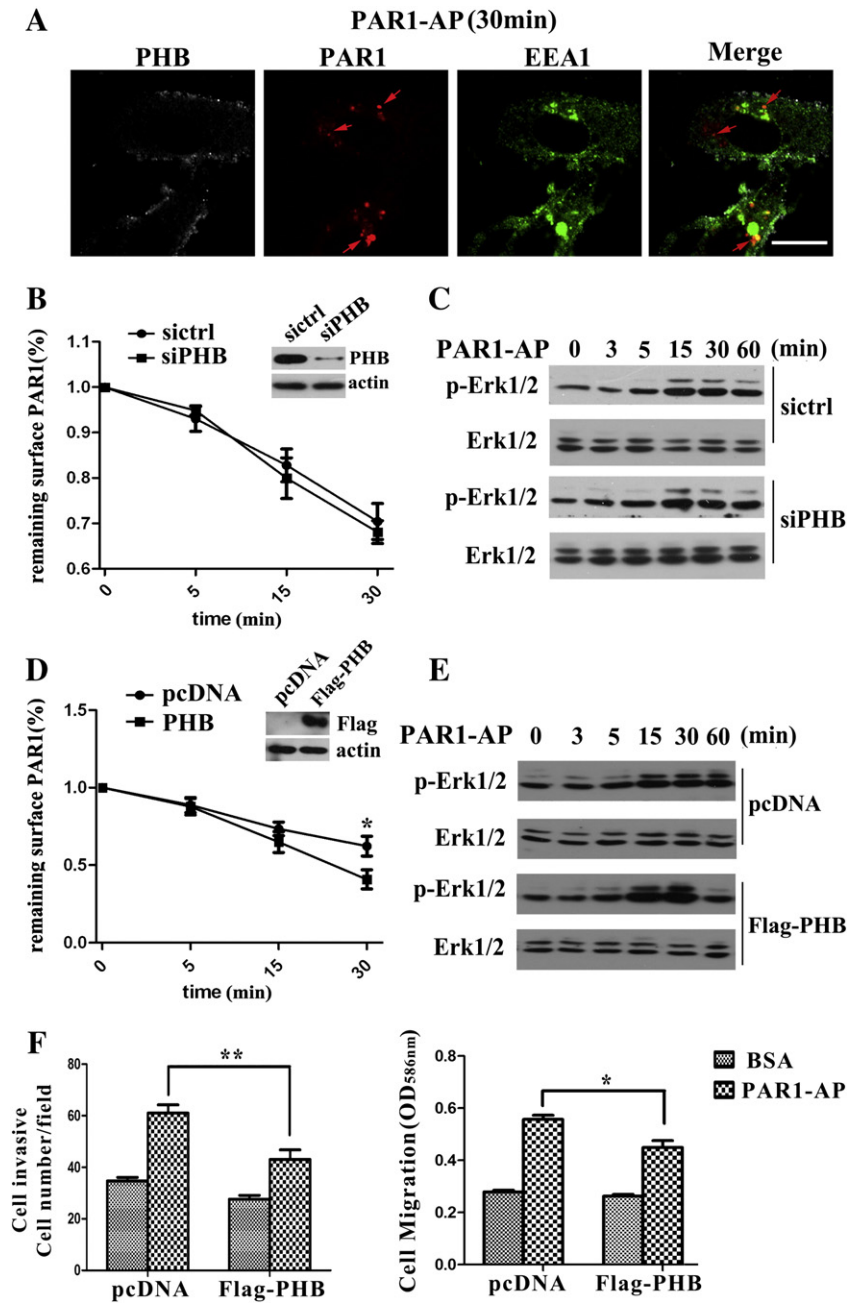 A
PAR1-AP (30min)
PHB PAR1 EEA1 Merge
B
sictrl
siPHB
sictrl siPHB
PHB
actin
remaining surface PAR1(%)
1.1
1.0
0.9
0.8
0.7
0.6
0 5 15 30
time (min)
C
PAR1-AP 0 3 5 15 30 60 (min)
p-Erk1/2
Erk1/2
sictrl
p-Erk1/2
Erk1/2
siPHB
D
pcDNA
PHB
pcDNA Flag-PHB
Flag
actin
remaining surface PAR1(%)
1.5
1.0
0.5
0.0
*
0 5 15 30
time (min)
E
PAR1-AP 0 3 5 15 30 60 (min)
p-Erk1/2
Erk1/2
pcDNA
p-Erk1/2
Erk1/2
Flag-PHB
F
Cell invasive
Cell number/field
80
60
40
20
0
**
pcDNA Flag-PHB
Cell Migration (OD586nm)
0.8
0.6
0.4
0.2
0.0
*
pcDNA Flag-PHB
BSA
PAR1-AP